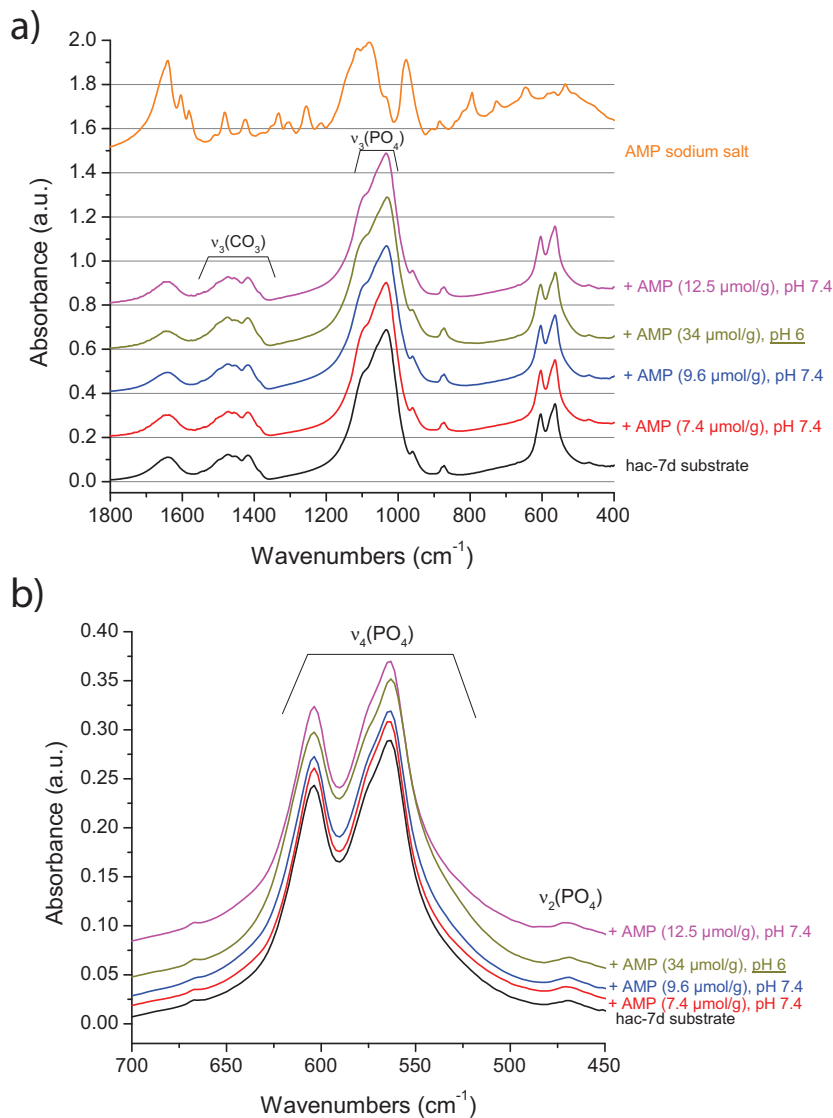 a)
2.0
1.8
1.6
1.4
1.2
1.0
0.8
0.6
0.4
0.2
0.0
Absorbance (a.u.)
ν₃(PO₄)
ν₃(CO₃)
AMP sodium salt
+ AMP (12.5 µmol/g), pH 7.4
+ AMP (34 µmol/g), pH 6
+ AMP (9.6 µmol/g), pH 7.4
+ AMP (7.4 µmol/g), pH 7.4
hac-7d substrate
1800 1600 1400 1200 1000 800 600 400
Wavenumbers (cm⁻¹)
b)
0.40
0.35
0.30
0.25
0.20
0.15
0.10
0.05
0.00
Absorbance (a.u.)
ν₄(PO₄)
ν₂(PO₄)
+ AMP (12.5 µmol/g), pH 7.4
+ AMP (34 µmol/g), pH 6
+ AMP (9.6 µmol/g), pH 7.4
+ AMP (7.4 µmol/g), pH 7.4
hac-7d substrate
700 650 600 550 500 450
Wavenumbers (cm⁻¹)